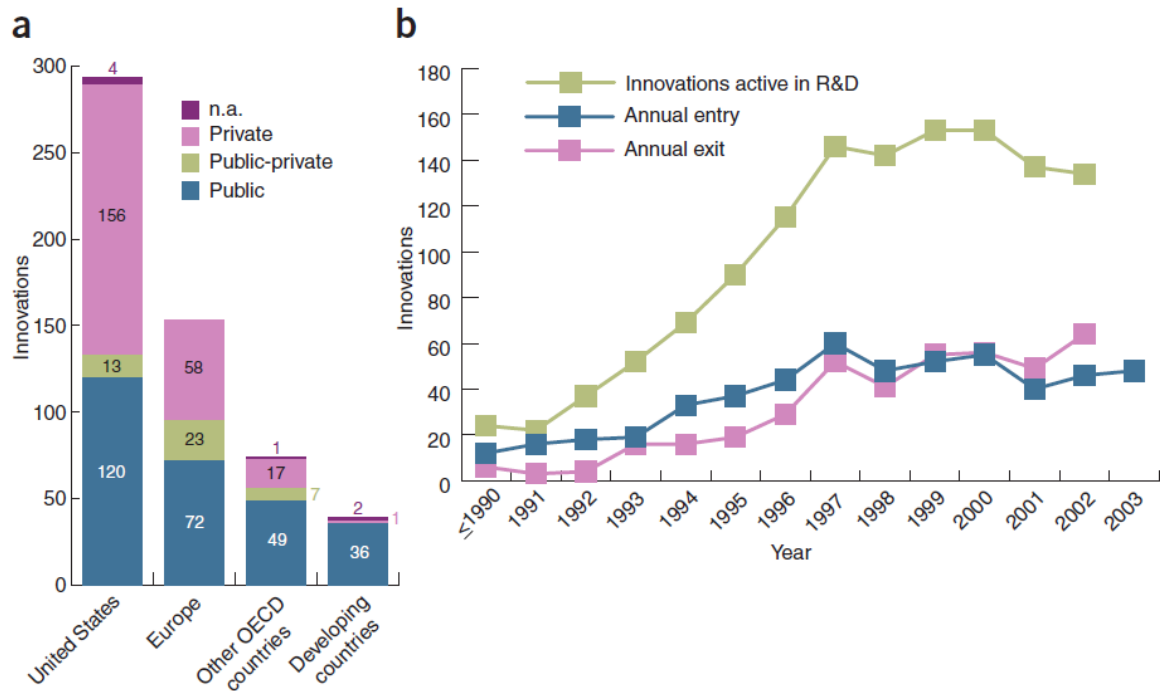 a
Innovations
300
250
200
150
100
50
0
n.a.
Private
Public-private
Public
4
156
13
120
58
23
72
1
17
7
49
2
1
36
United States
Europe
Other OECD
countries
Developing
countries
b
Innovations
180
160
140
120
100
80
60
40
20
0
Innovations active in R&D
Annual entry
Annual exit
≤1990
1991
1992
1993
1994
1995
1996
1997
1998
1999
2000
2001
2002
2003
Year